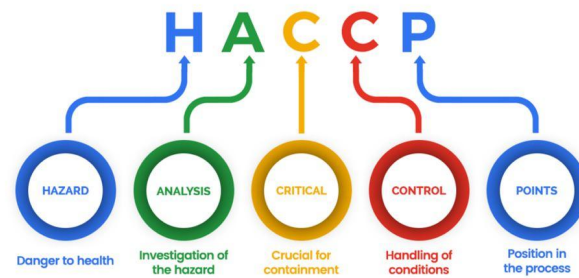 HACCP
HAZARD
ANALYSIS
CRITICAL
CONTROL
POINTS
Danger to health
Investigation of
the hazard
Crucial for
containment
Handling of
conditions
Position in
the process